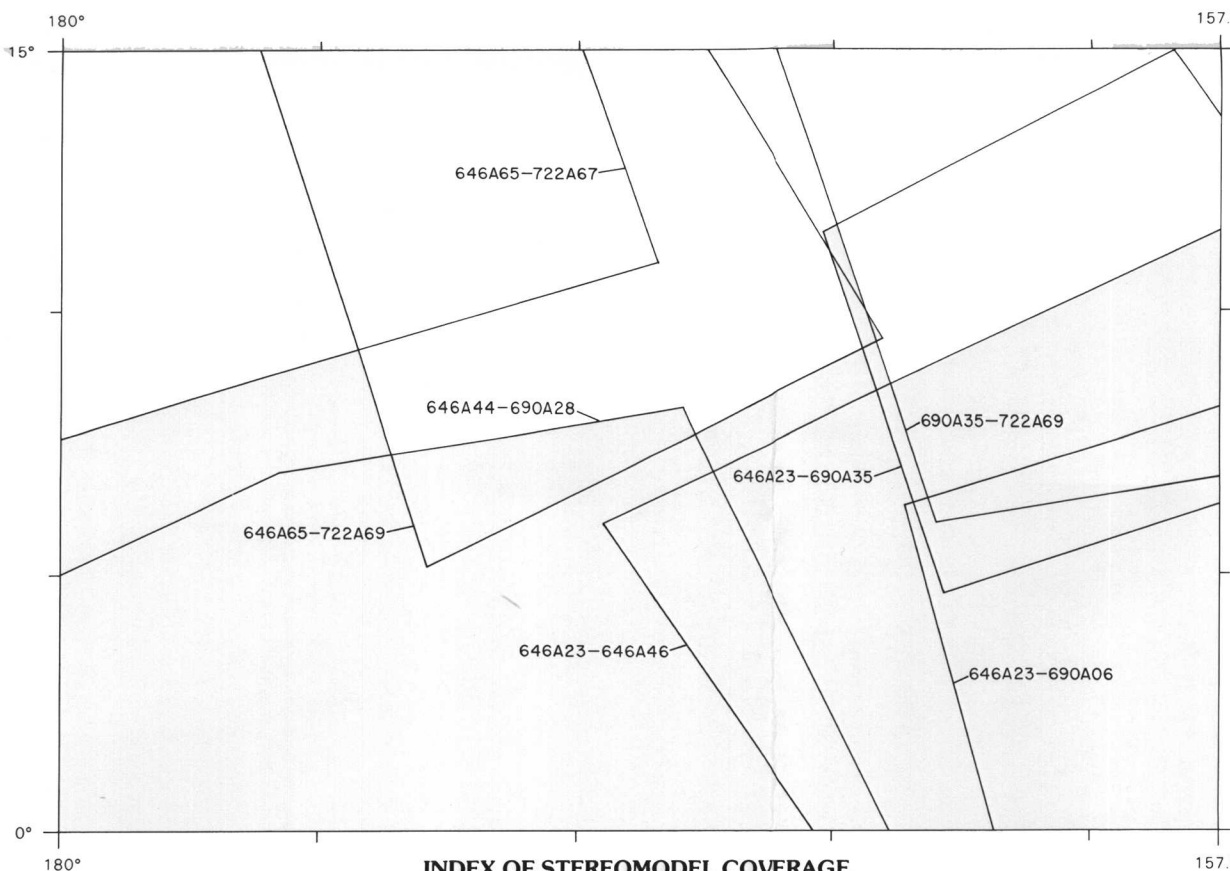 180°
157.
15°
646A65−722A67
646A44−690A28
690A35−722A69
646A23−690A35
646A65−722A69
646A23−646A46
646A23−690A06
0°
180°
157.
INDEX OF STEREOMODEL COVERAGE